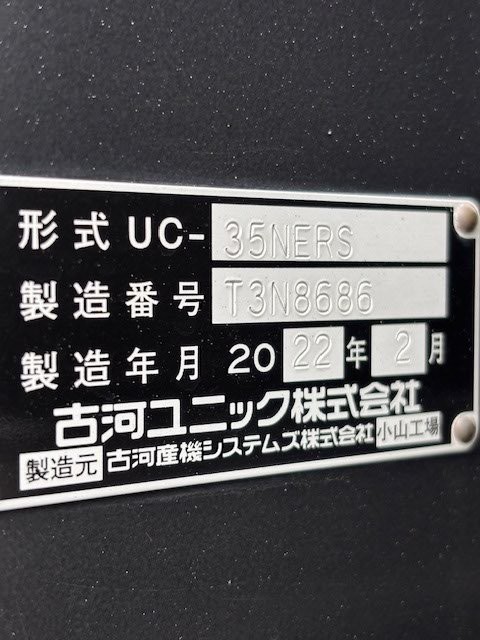 形式 UC-35NERS
製造番号 T3N8686
製造年月 2022年 2月
古河ユニック株式会社
製造元 古河産機システムズ株式会社 小山工場